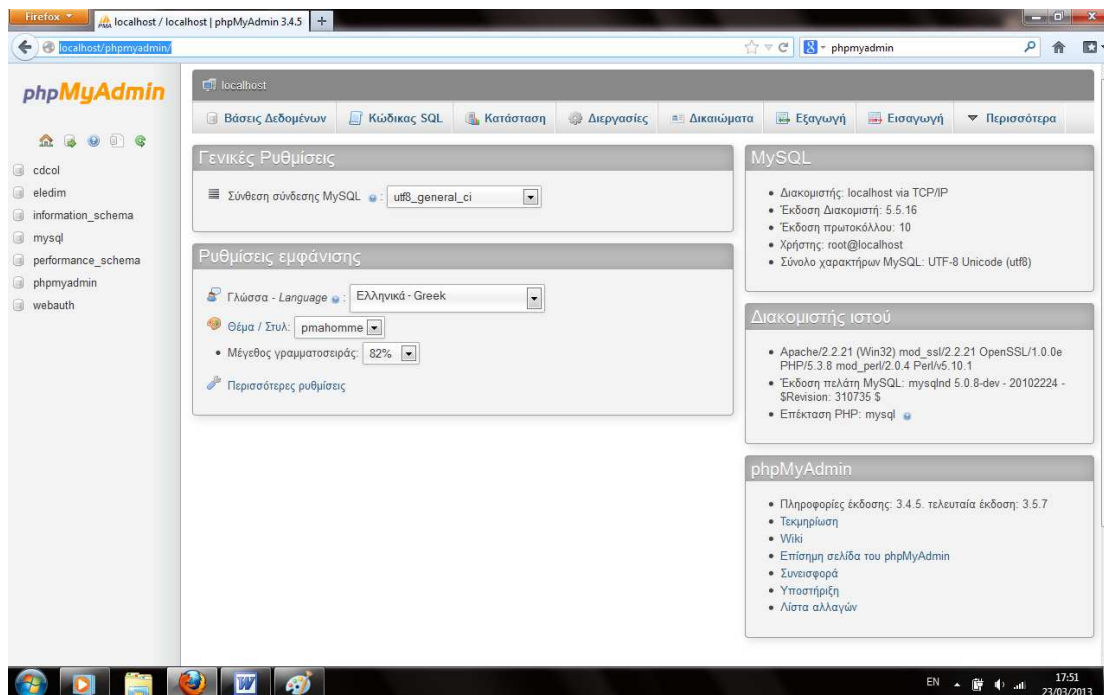 Firefox
localhost / localhost | phpMyAdmin 3.4.5
localhost/phpmyadmin/
phpmyadmin
phpMyAdmin
cdcol
eledim
information_schema
mysql
performance_schema
phpmyadmin
webauth
localhost
Βάσεις Δεδομένων Κώδικας SQL Κατάσταση Διεργασίες Δικαιώματα Εξαγωγή Εισαγωγή Περισσότερα
Γενικές Ρυθμίσεις
Σύνθεση σύνδεσης MySQL : utf8_general_ci
Ρυθμίσεις εμφάνισης
Γλώσσα - Language : Ελληνικά - Greek
Θέμα / Στυλ: pmahomme
• Μέγεθος γραμματοσειράς: 82%
Περισσότερες ρυθμίσεις
MySQL
• Διακομιστής: localhost via TCP/IP
• Έκδοση Διακομιστή: 5.5.16
• Έκδοση πρωτοκόλλου: 10
• Χρήστης: root@localhost
• Σύνολο χαρακτήρων MySQL: UTF-8 Unicode (utf8)
Διακομιστής ιστού
• Apache/2.2.21 (Win32) mod_ssl/2.2.21 OpenSSL/1.0.0e
PHP/5.3.8 mod_perl/2.0.4 Perl/v5.10.1
• Έκδοση πελάτη MySQL: mysqlnd 5.0.8-dev - 20102224 -
$Revision: 310735 $
• Επέκταση PHP: mysql
phpMyAdmin
• Πληροφορίες έκδοσης: 3.4.5. τελευταία έκδοση: 3.5.7
• Τεκμηρίωση
• Wiki
• Επίσημη σελίδα του phpMyAdmin
• Συνεισφορά
• Υποστήριξη
• Λίστα αλλαγών
EN
17:51
23/03/2013